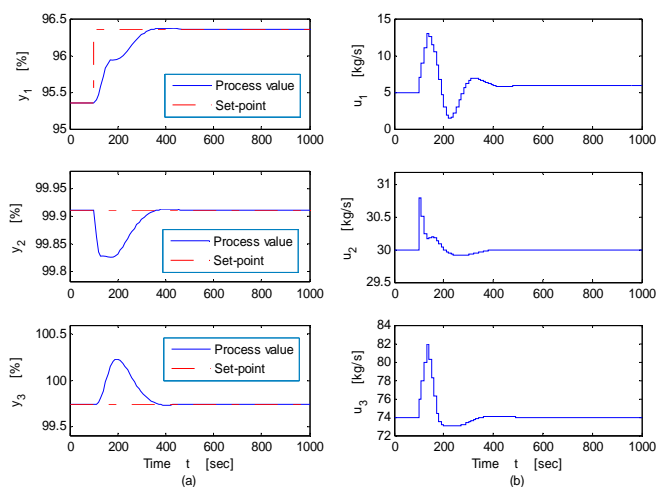 96.5
96
95.5
95
0 200 400 600 800 1000
y1 [%]
Process value
Set-point
99.95
99.9
99.85
99.8
0 200 400 600 800 1000
y2 [%]
Process value
Set-point
100.5
100
99.5
0 200 400 600 800 1000
y3 [%]
Process value
Set-point
Time t [sec]
(a)
15
10
5
0
0 200 400 600 800 1000
u1 [kg/s]
31
30.5
30
29.5
0 200 400 600 800 1000
u2 [kg/s]
84
82
80
78
76
74
72
0 200 400 600 800 1000
u3 [kg/s]
Time t [sec]
(b)